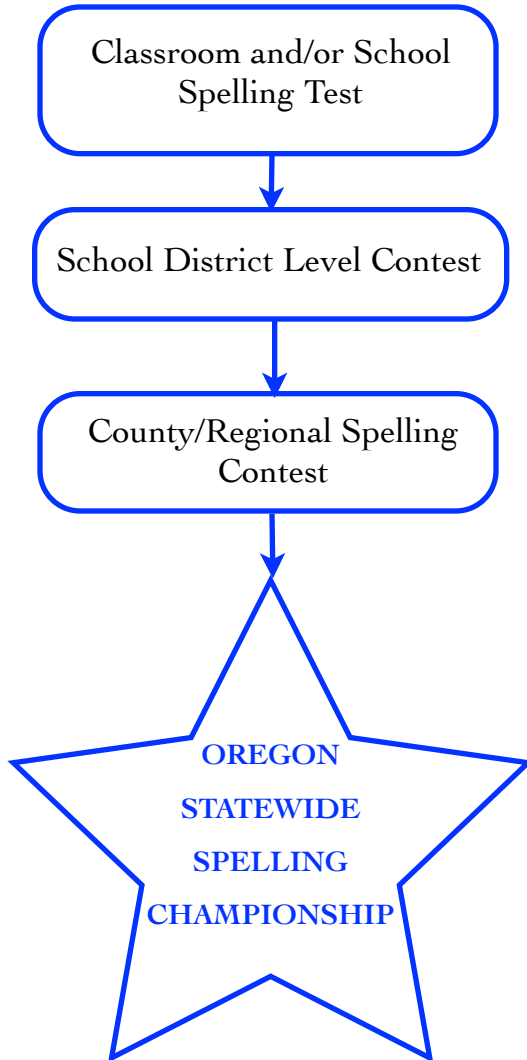 Classroom and/or School
Spelling Test
School District Level Contest
County/Regional Spelling
Contest
OREGON
STATEWIDE
SPELLING
CHAMPIONSHIP